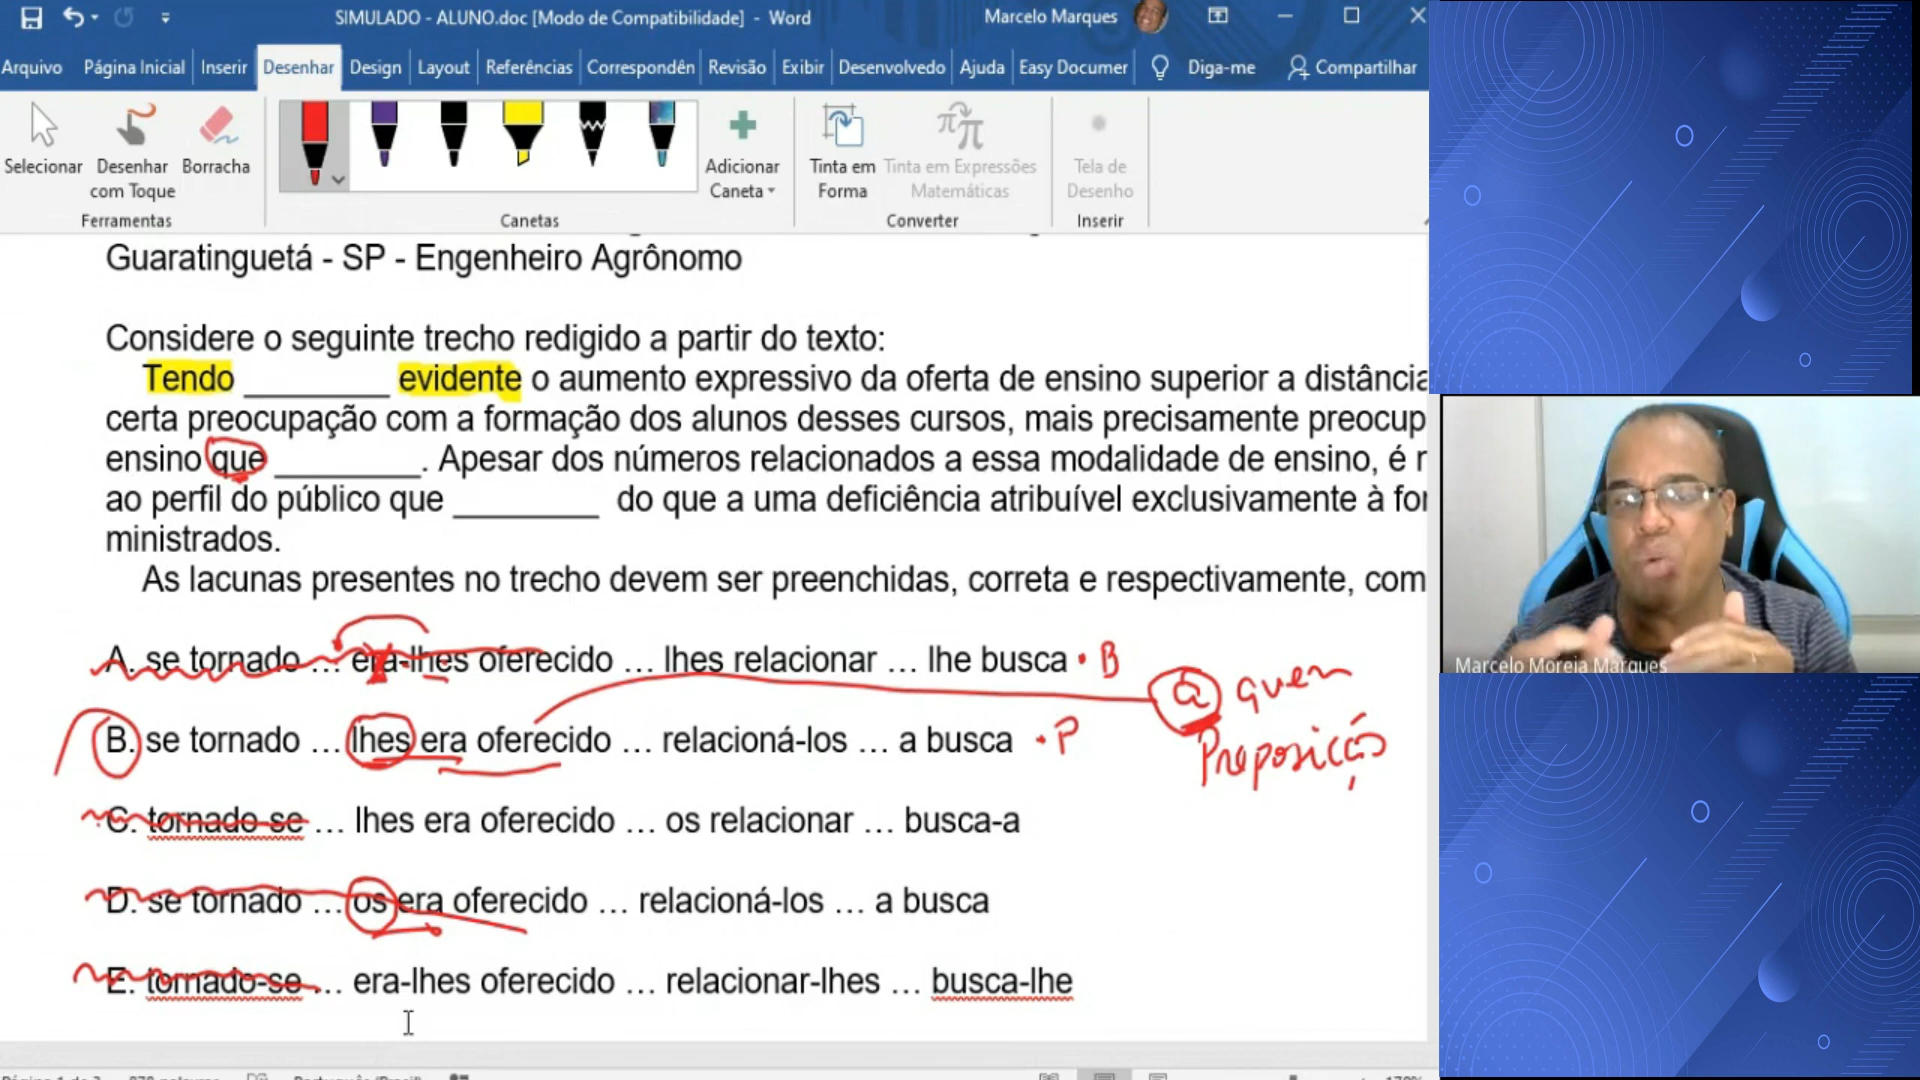 SIMULADO - ALUNO.doc [Modo de Compatibilidade] - Word
Marcelo Marques
Arquivo
Página Inicial
Inserir
Desenhar
Design
Layout
Referências
Correspondên
Revisão
Exibir
Desenvolvedo
Ajuda
Easy Documer
Diga-me
Compartilhar
Selecionar
Desenhar com Toque
Borracha
Adicionar Caneta
Tinta em Forma
Tinta em Expressões Matemáticas
Tela de Desenho
Ferramentas
Canetas
Converter
Inserir
Guaratinguetá - SP - Engenheiro Agrônomo
Considere o seguinte trecho redigido a partir do texto:
Tendo ________ evidente o aumento expressivo da oferta de ensino superior a distância
certa preocupação com a formação dos alunos desses cursos, mais precisamente preocup
ensino que ________. Apesar dos números relacionados a essa modalidade de ensino, é r
ao perfil do público que ________ do que a uma deficiência atribuível exclusivamente à for
ministrados.
As lacunas presentes no trecho devem ser preenchidas, correta e respectivamente, com
A. se tornado … era-lhes oferecido … lhes relacionar … lhe busca • B
a quem
B. se tornado … lhes era oferecido … relacioná-los … a busca • P
Preposição
C. tornado-se … lhes era oferecido … os relacionar … busca-a
D. se tornado … os era oferecido … relacioná-los … a busca
E. tornado-se … era-lhes oferecido … relacionar-lhes … busca-lhe
Marcelo Moreia Marques